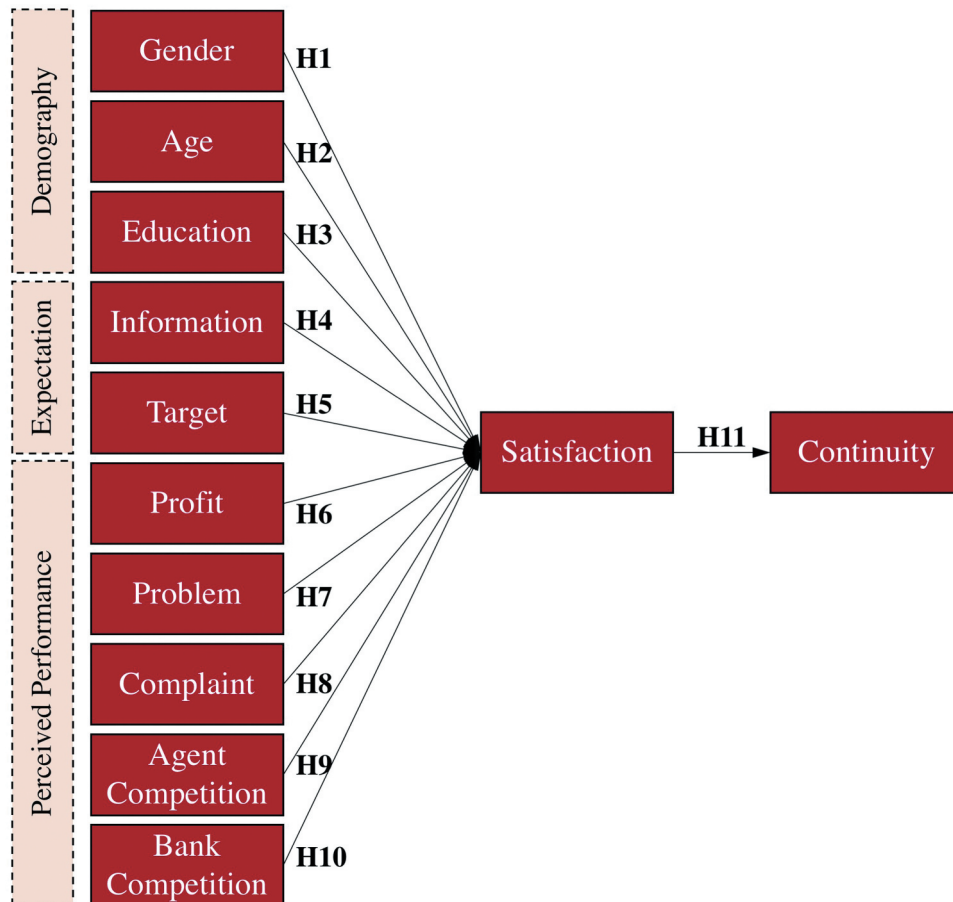 Demography
Gender
H1
Age
H2
Education
H3
Expectation
Information
H4
Target
H5
Perceived Performance
Profit
H6
Problem
H7
Complaint
H8
Agent
Competition
H9
Bank
Competition
H10
Satisfaction
H11
Continuity